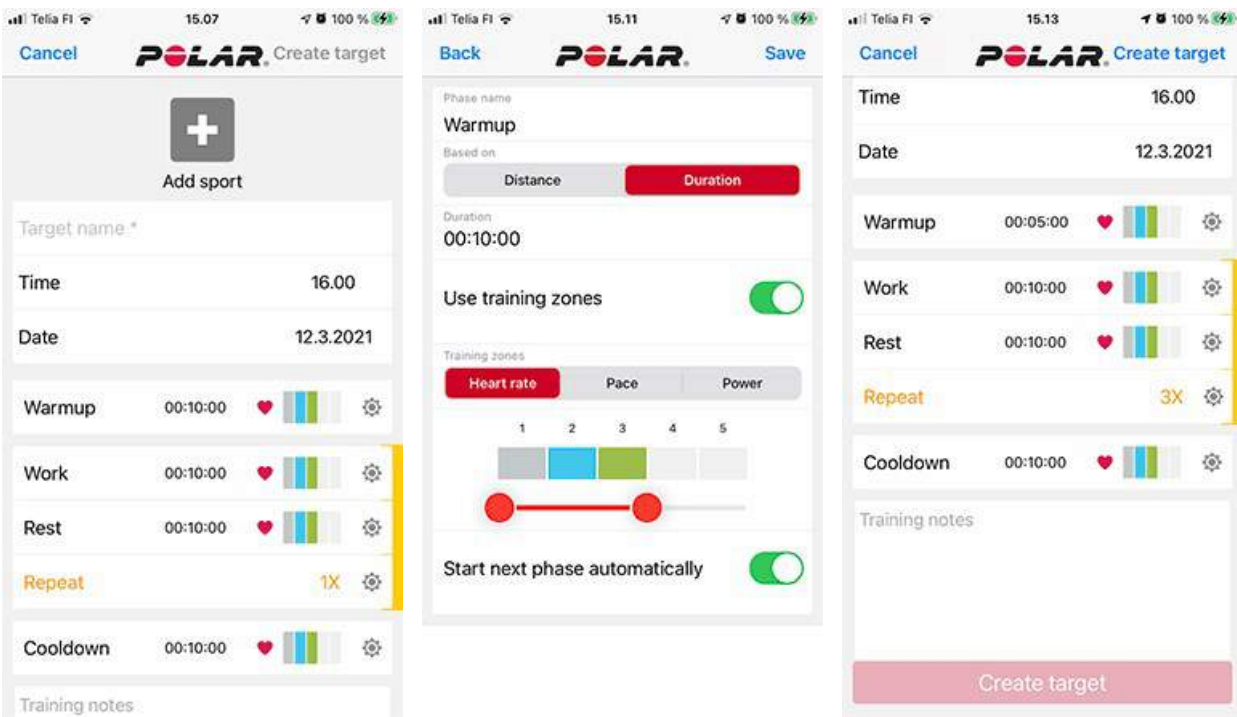 Telia FI 15.07 100 %
Cancel POLAR. Create target
Add sport
Target name *
Time 16.00
Date 12.3.2021
Warmup 00:10:00
Work 00:10:00
Rest 00:10:00
Repeat 1X
Cooldown 00:10:00
Training notes
Telia FI 15.11 100 %
Back POLAR. Save
Phase name
Warmup
Based on
Distance Duration
Duration
00:10:00
Use training zones
Training zones
Heart rate Pace Power
1 2 3 4 5
Start next phase automatically
Telia FI 15.13 100 %
Cancel POLAR. Create target
Time 16.00
Date 12.3.2021
Warmup 00:05:00
Work 00:10:00
Rest 00:10:00
Repeat 3X
Cooldown 00:10:00
Training notes
Create target